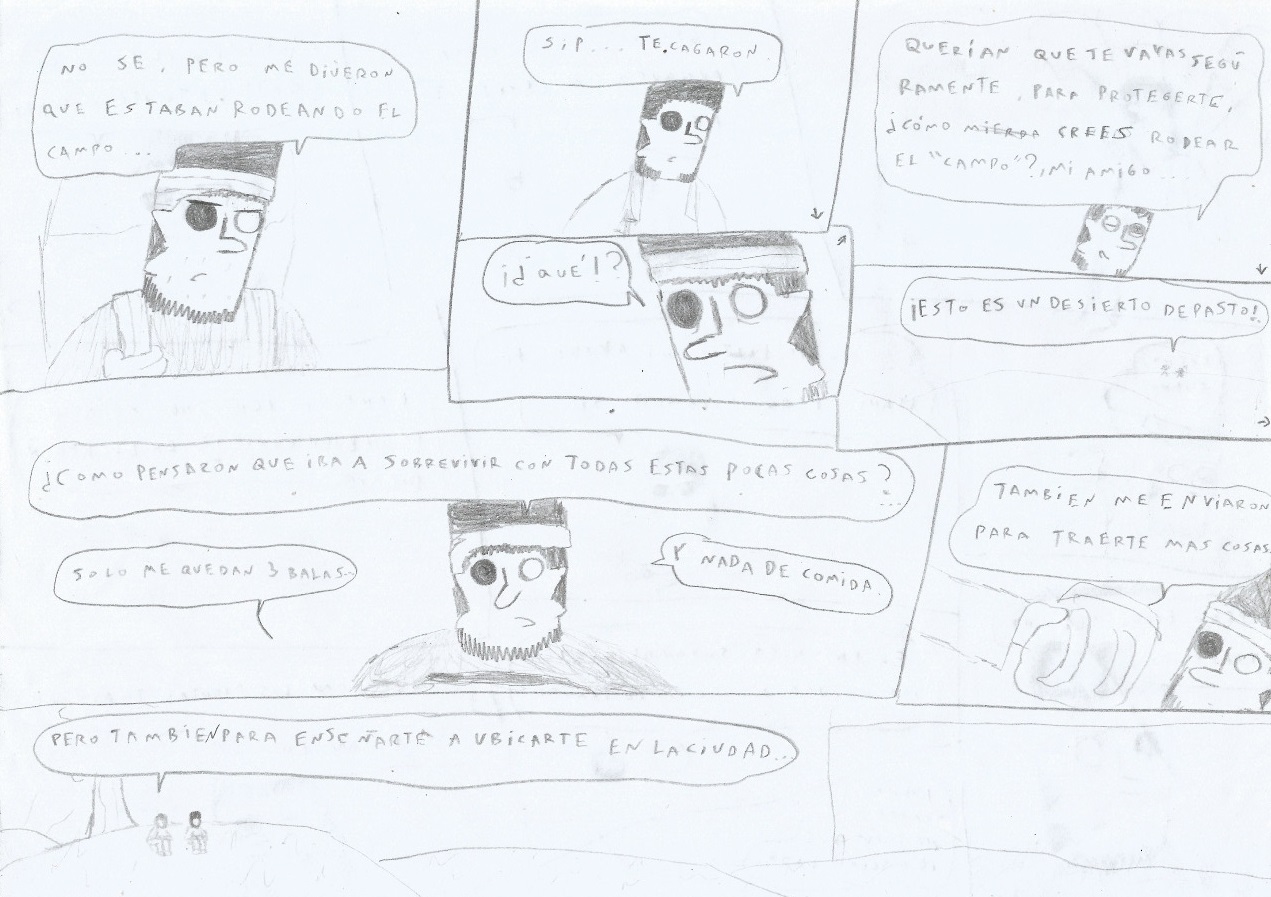 NO SE, PERO ME DIJERON
QUE ESTABAN RODEANDO EL
CAMPO...
SIP... TE CAGARON
¡¿QUÉ!?
QUERÍAN QUE TE VAYAS SEGU
RAMENTE, PARA PROTEGERTE,
¿CÓMO MIERDA CREES RODEAR
EL "CAMPO"?, MI AMIGO....
¡ESTO ES UN DESIERTO DE PASTO!.
¿COMO PENSARON QUE IBA A SOBREVIVIR CON TODAS ESTAS POCAS COSAS?
...
SOLO ME QUEDAN 3 BALAS..
Y NADA DE COMIDA.
TAMBIEN ME ENVIARON
PARA TRAERTE MAS COSAS.
PERO TAMBIEN PARA ENSEÑARTE A UBICARTE EN LA CIUDAD...